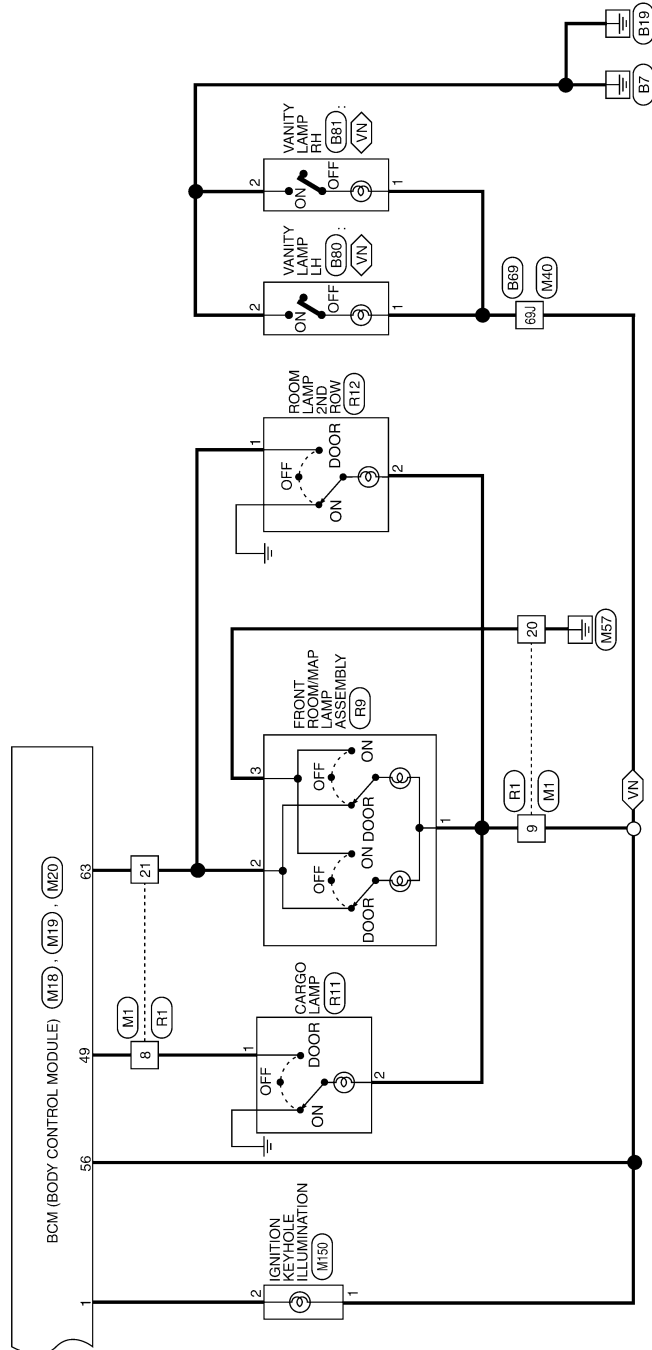 BCM (BODY CONTROL MODULE) M18 , M19 , M20
1
56
49
63
M1
R1
8
21
IGNITION
KEYHOLE
ILLUMINATION
M150
2
1
CARGO
LAMP
R11
1
OFF
DOOR
ON
2
FRONT
ROOM/MAP
LAMP
ASSEMBLY
R9
2
3
OFF
DOOR
ON
OFF
DOOR
ON
1
ROOM
LAMP
2ND
ROW
R12
1
OFF
DOOR
ON
2
VANITY
LAMP
LH
B80 :
VN
2
ON
OFF
1
VANITY
LAMP
RH
B81 :
VN
2
ON
OFF
1
R1
M1
9
20
M57
B69
M40
69J
VN
B7
B19